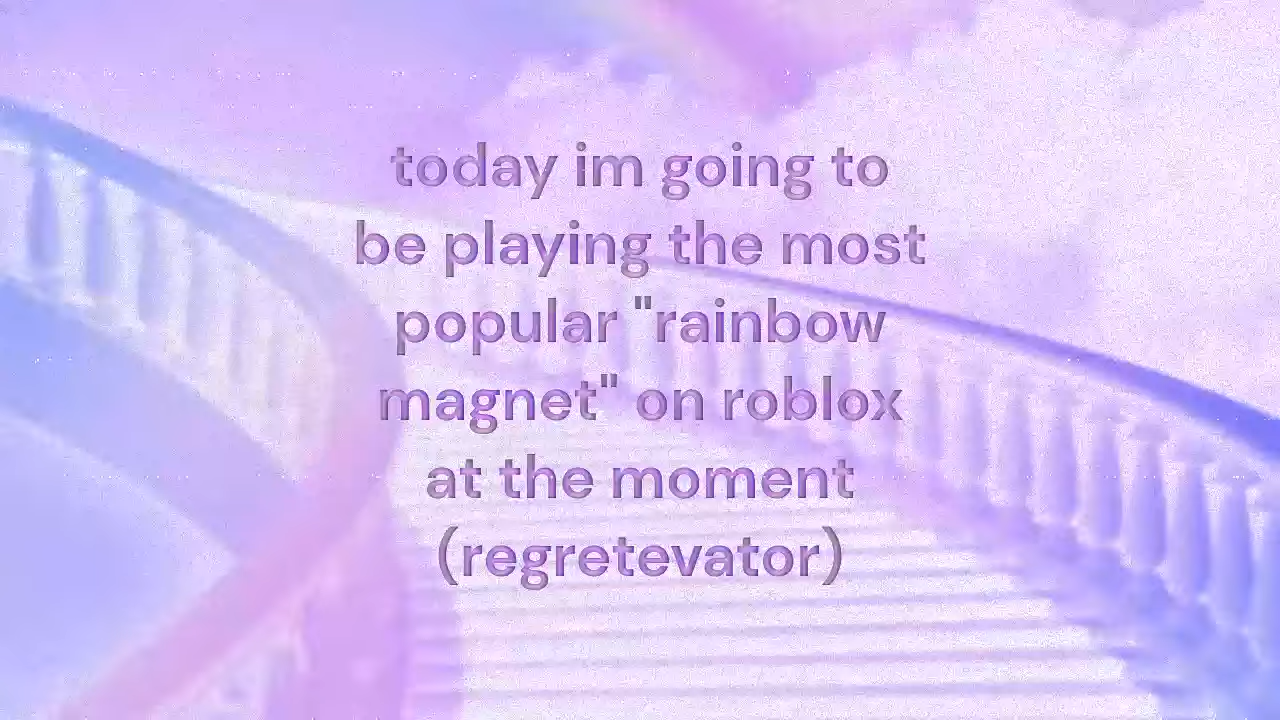 today im going to
be playing the most
popular "rainbow
magnet" on roblox
at the moment
(regretevator)